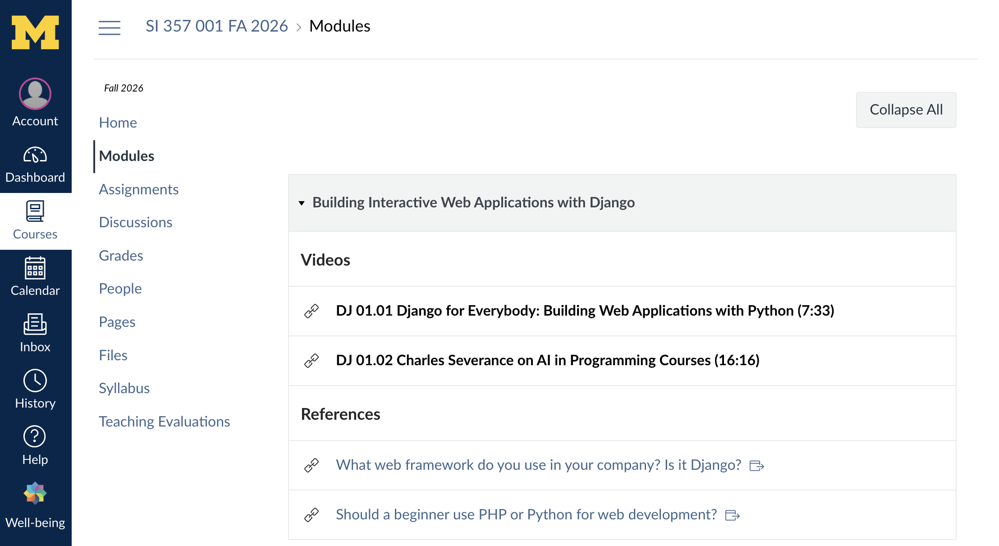 M
SI 357 001 FA 2026 > Modules
Account
Dashboard
Courses
Calendar
Inbox
History
Help
Well-being
Fall 2026
Home
Modules
Assignments
Discussions
Grades
People
Pages
Files
Syllabus
Teaching Evaluations
Collapse All
Building Interactive Web Applications with Django
Videos
DJ 01.01 Django for Everybody: Building Web Applications with Python (7:33)
DJ 01.02 Charles Severance on AI in Programming Courses (16:16)
References
What web framework do you use in your company? Is it Django?
Should a beginner use PHP or Python for web development?